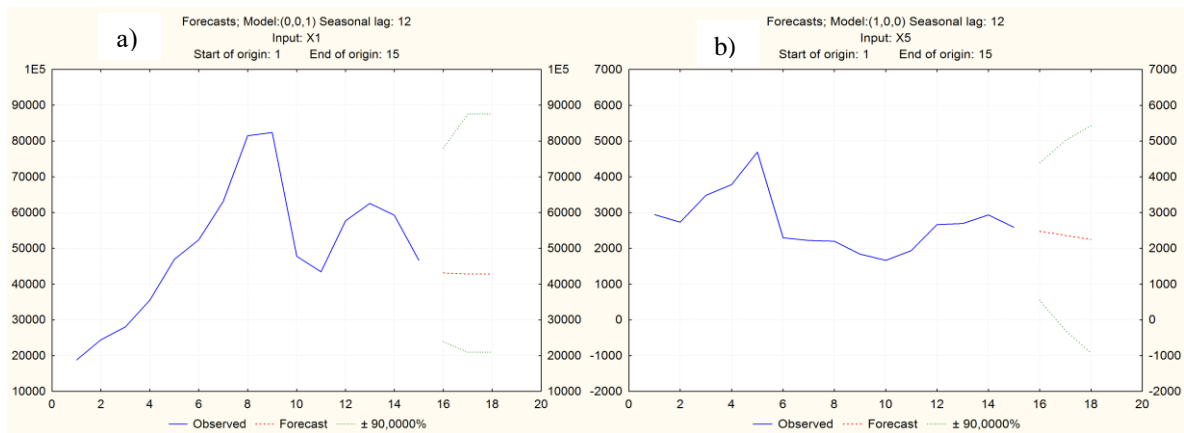 a)
Forecasts; Model:(0,0,1) Seasonal lag: 12
Input: X1
Start of origin: 1 End of origin: 15
1E5
90000
80000
70000
60000
50000
40000
30000
20000
10000
1E5
90000
80000
70000
60000
50000
40000
30000
20000
10000
0 2 4 6 8 10 12 14 16 18 20
Observed Forecast ± 90,0000%
b)
Forecasts; Model:(1,0,0) Seasonal lag: 12
Input: X5
Start of origin: 1 End of origin: 15
7000
6000
5000
4000
3000
2000
1000
0
-1000
-2000
7000
6000
5000
4000
3000
2000
1000
0
-1000
-2000
0 2 4 6 8 10 12 14 16 18 20
Observed Forecast ± 90,0000%